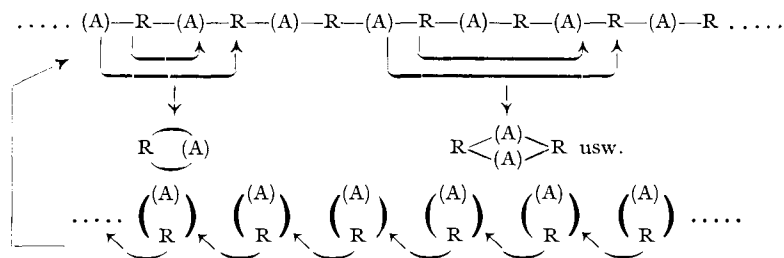 ..... (A)—R—(A)—R—(A)—R—(A)—R—(A)—R—(A)—R—(A)—R .....
R (A) R (A) R usw.
(A)
..... (A) (A) (A) (A) (A) (A) .....
R R R R R R